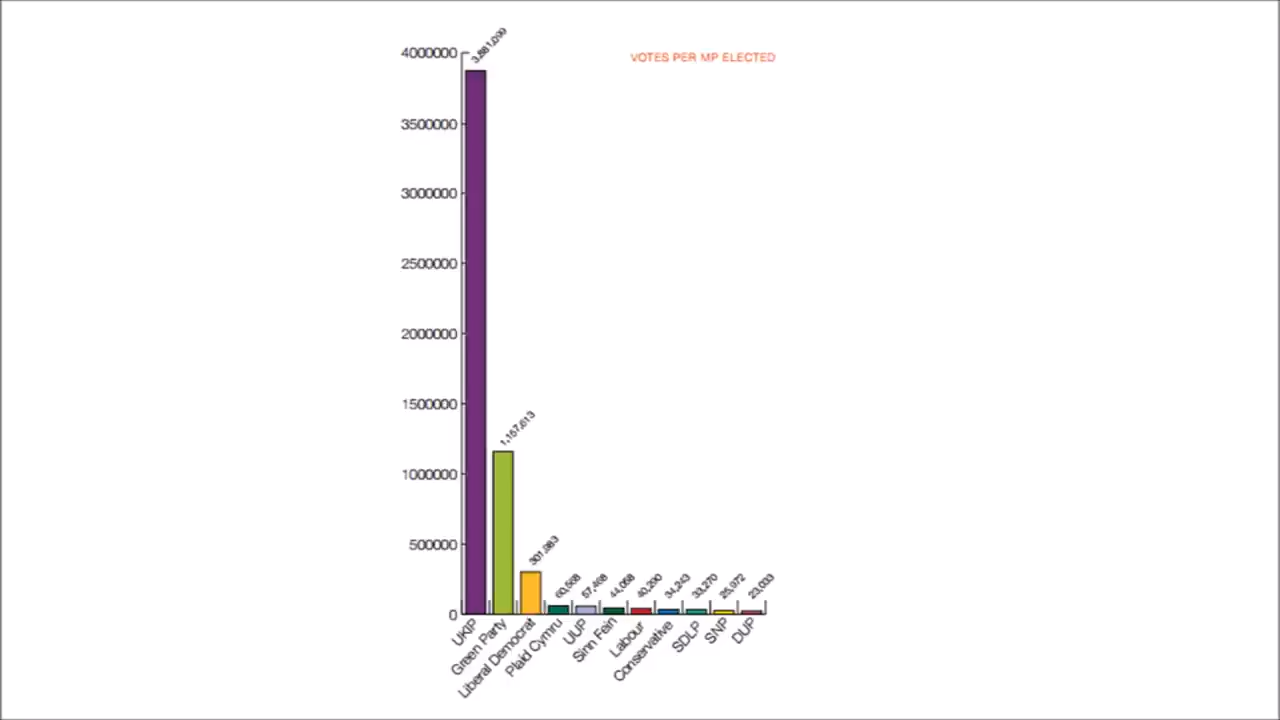 VOTES PER MP ELECTED
4000000
3500000
3000000
2500000
2000000
1500000
1000000
500000
0
3,881,099
1,157,613
301,983
60,568
57,468
44,058
40,290
34,243
33,270
25,972
23,033
UKIP
Green Party
Liberal Democrat
Plaid Cymru
UUP
Sinn Fein
Labour
Conservative
SDLP
SNP
DUP